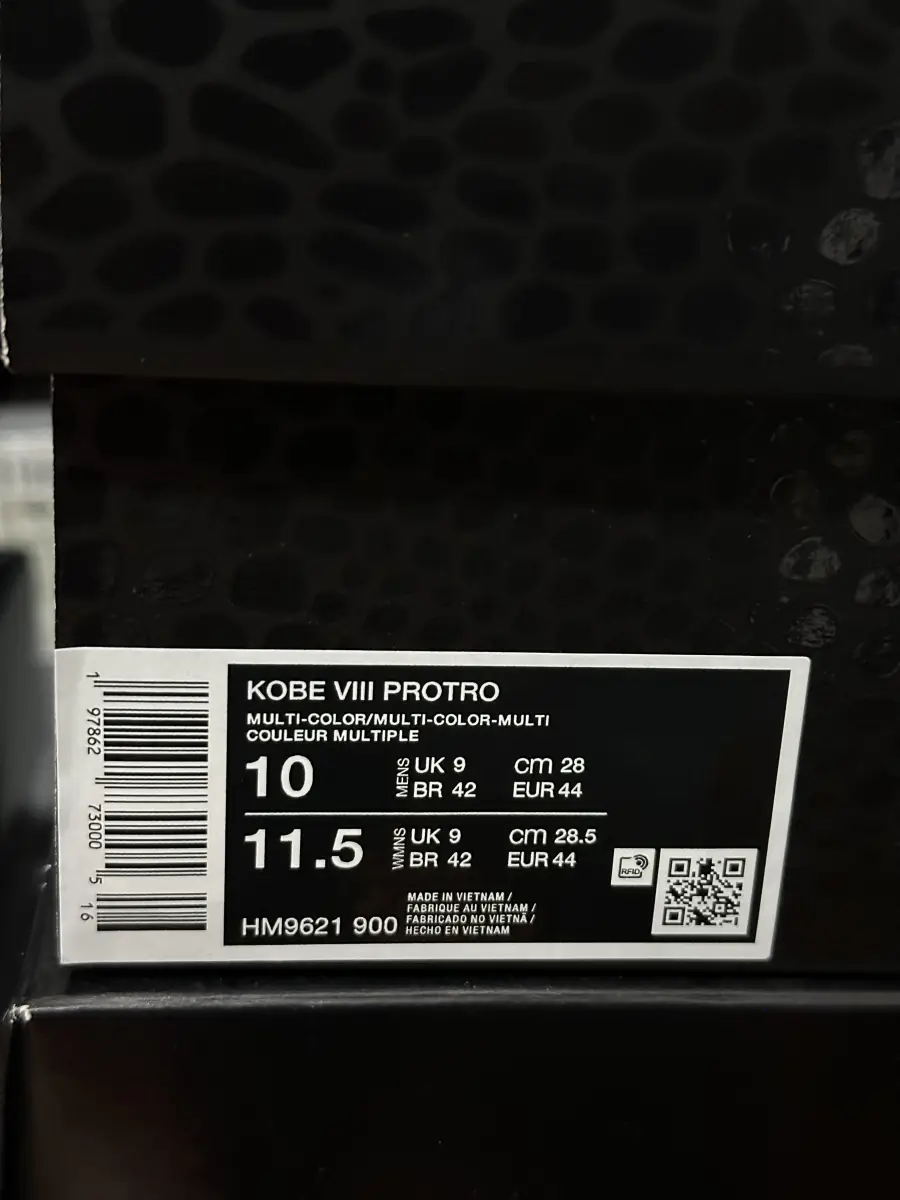 KOBE VIII PROTRO
MULTI-COLOR/MULTI-COLOR-MULTI
COULEUR MULTIPLE
10 MENS UK 9 cm 28
BR 42 EUR 44
11.5 WMNS UK 9 cm 28.5
BR 42 EUR 44
HM9621 900
MADE IN VIETNAM /
FABRIQUE AU VIETNAM /
FABRICADO NO VIETNÃ /
HECHO EN VIETNAM
RFID
1 97862 73000 5 16